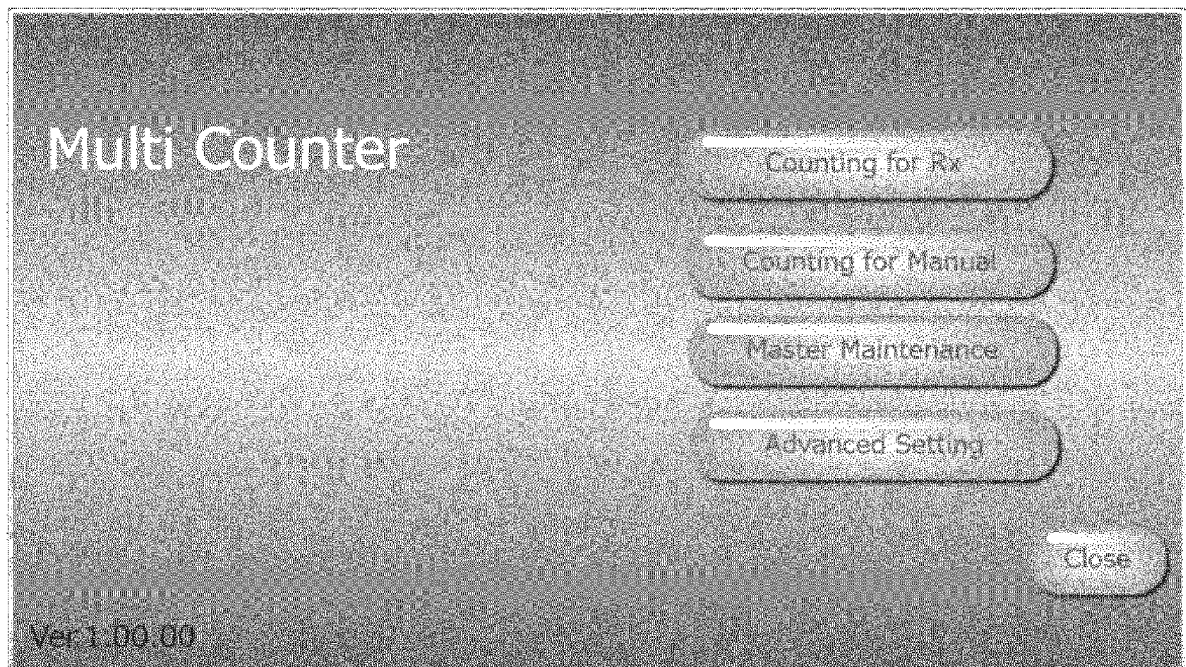 Multi Counter
Counting for Rx
Counting for Manual
Master Maintenance
Advanced Setting
Close
Ver.1.00.00